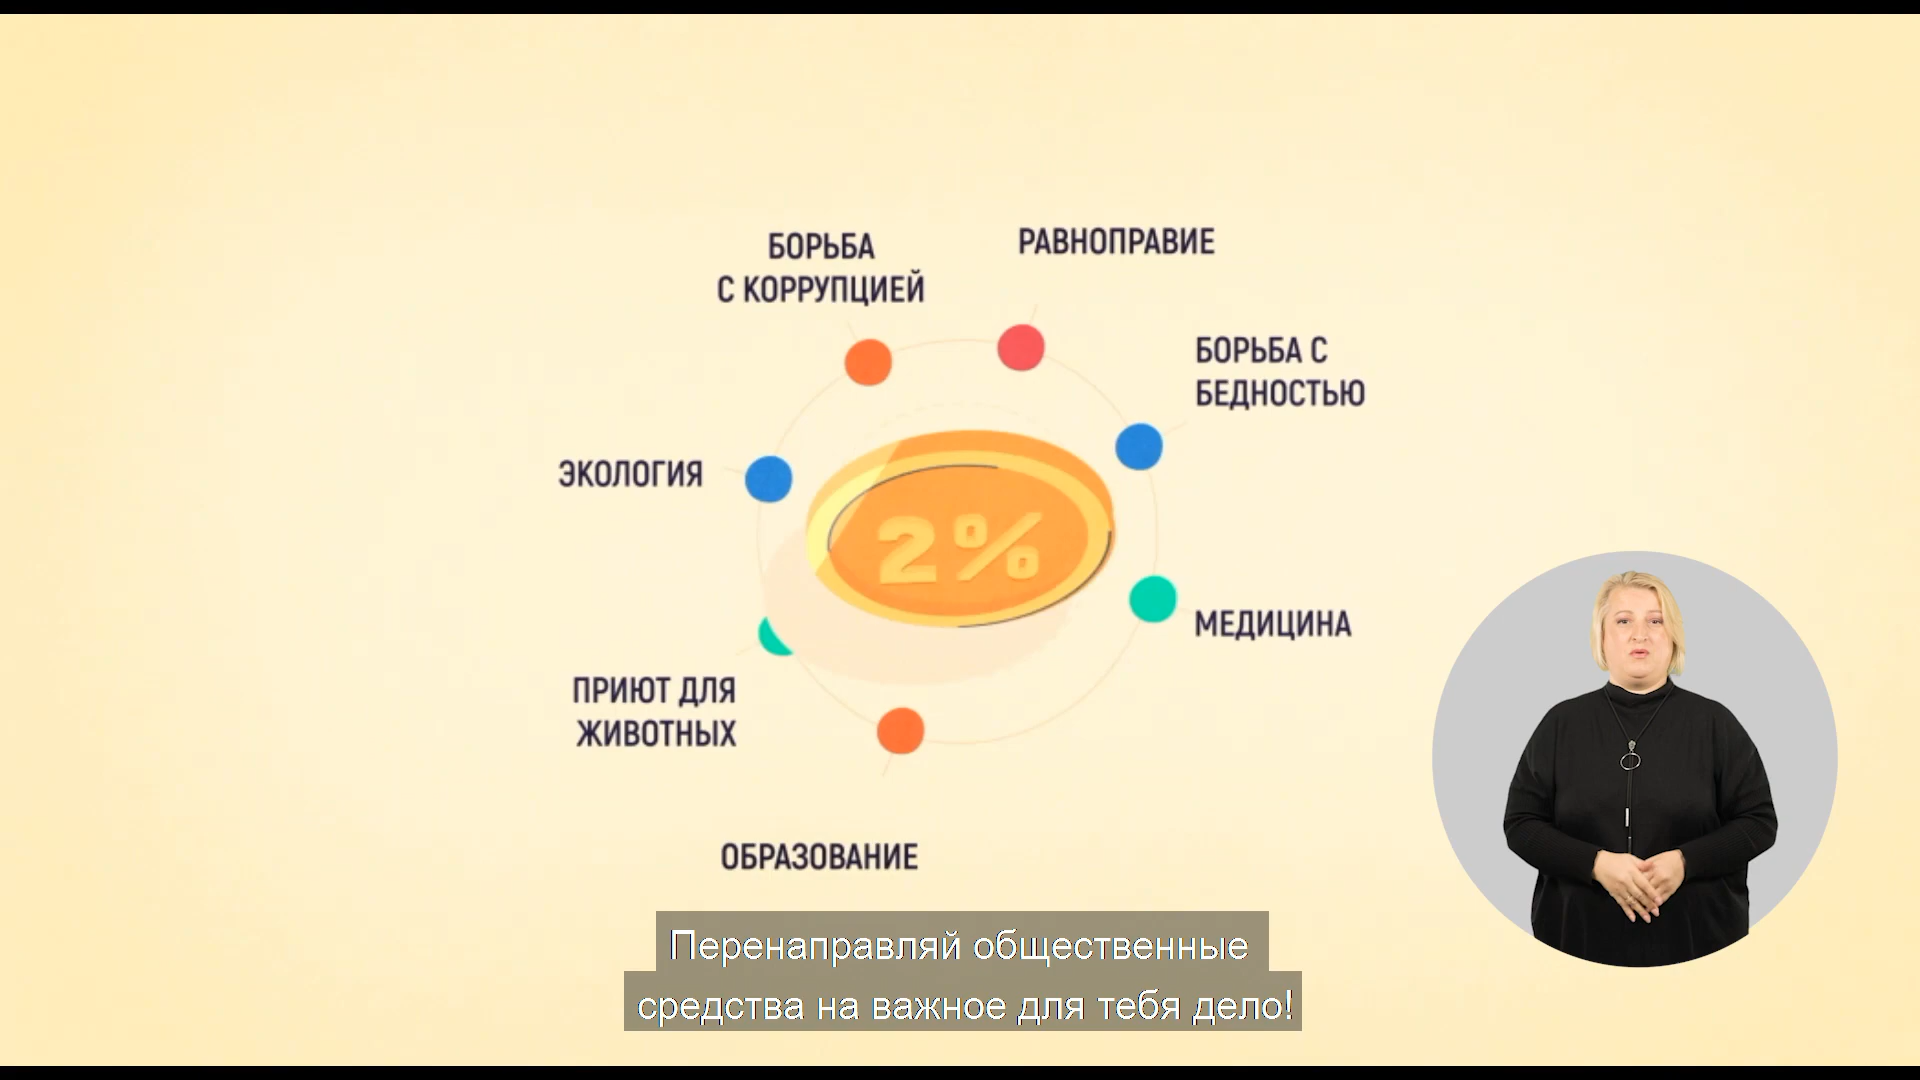 БОРЬБА
С КОРРУПЦИЕЙ
РАВНОПРАВИЕ
БОРЬБА С
БЕДНОСТЬЮ
ЭКОЛОГИЯ
2%
МЕДИЦИНА
ПРИЮТ ДЛЯ
ЖИВОТНЫХ
ОБРАЗОВАНИЕ
Перенаправляй общественные
средства на важное для тебя дело!